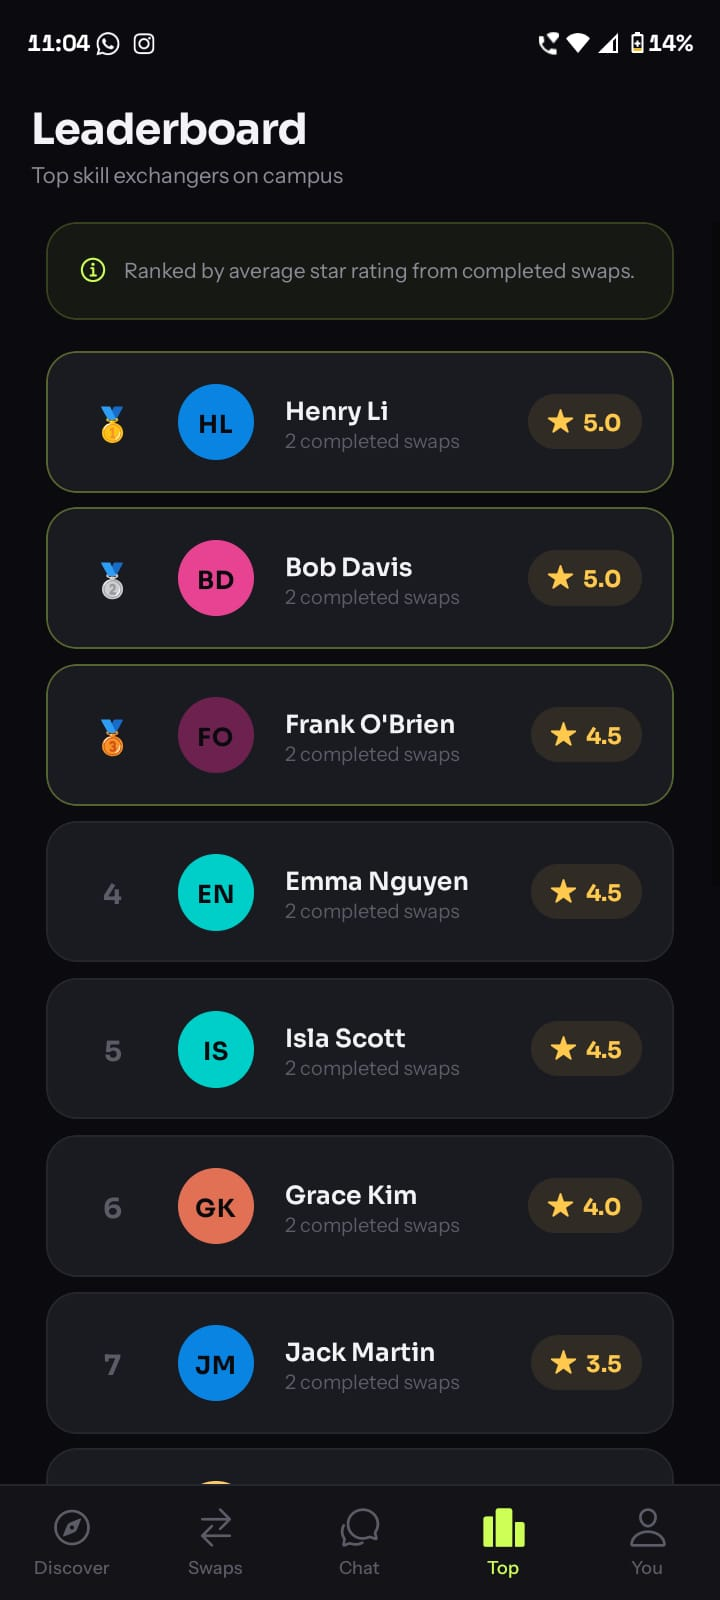 11:04 14%
Leaderboard
Top skill exchangers on campus
Ranked by average star rating from completed swaps.
1 HL Henry Li 5.0
2 completed swaps
2 BD Bob Davis 5.0
2 completed swaps
3 FO Frank O'Brien 4.5
2 completed swaps
4 EN Emma Nguyen 4.5
2 completed swaps
5 IS Isla Scott 4.5
2 completed swaps
6 GK Grace Kim 4.0
2 completed swaps
7 JM Jack Martin 3.5
2 completed swaps
Discover Swaps Chat Top You